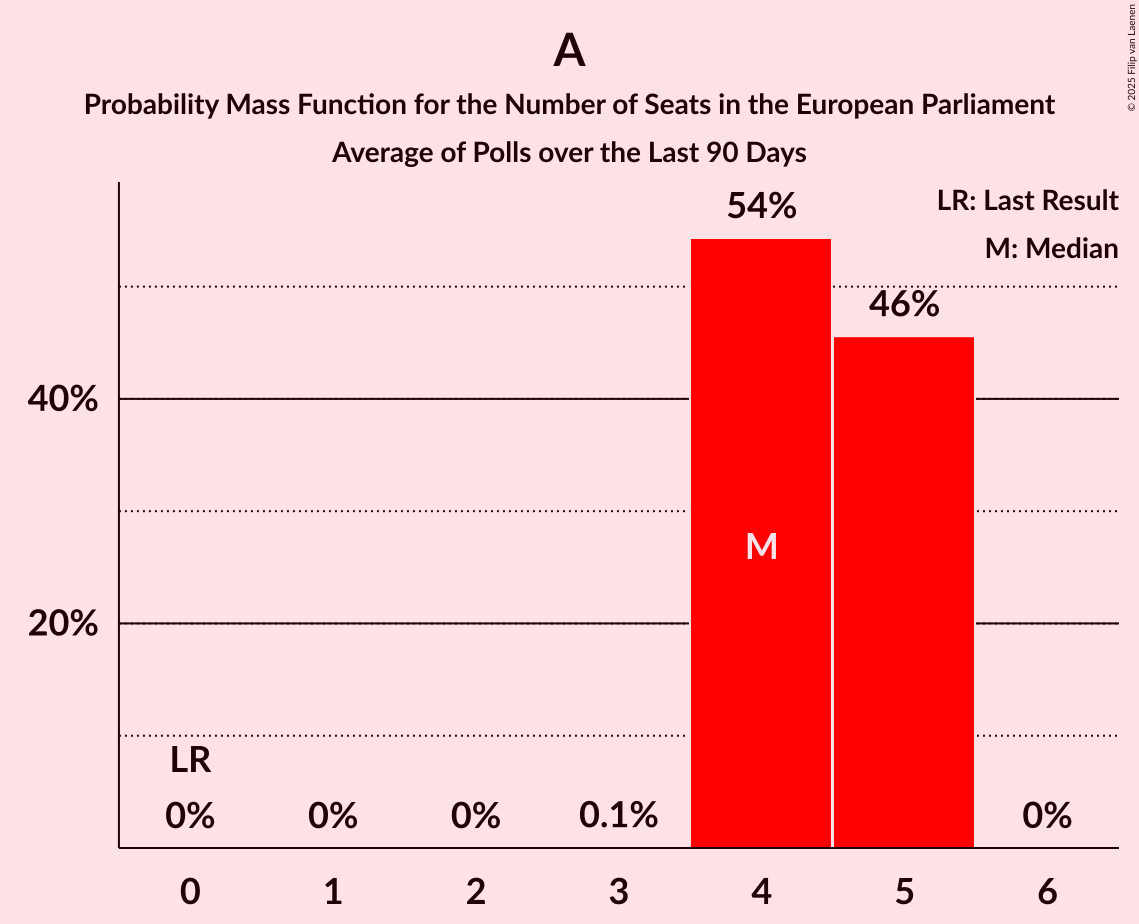 A
Probability Mass Function for the Number of Seats in the European Parliament
Average of Polls over the Last 90 Days
© 2025 Filip van Laenen
LR: Last Result
M: Median
54%
46%
40%
M
20%
LR
0%
0%
0%
0.1%
0%
0
1
2
3
4
5
6